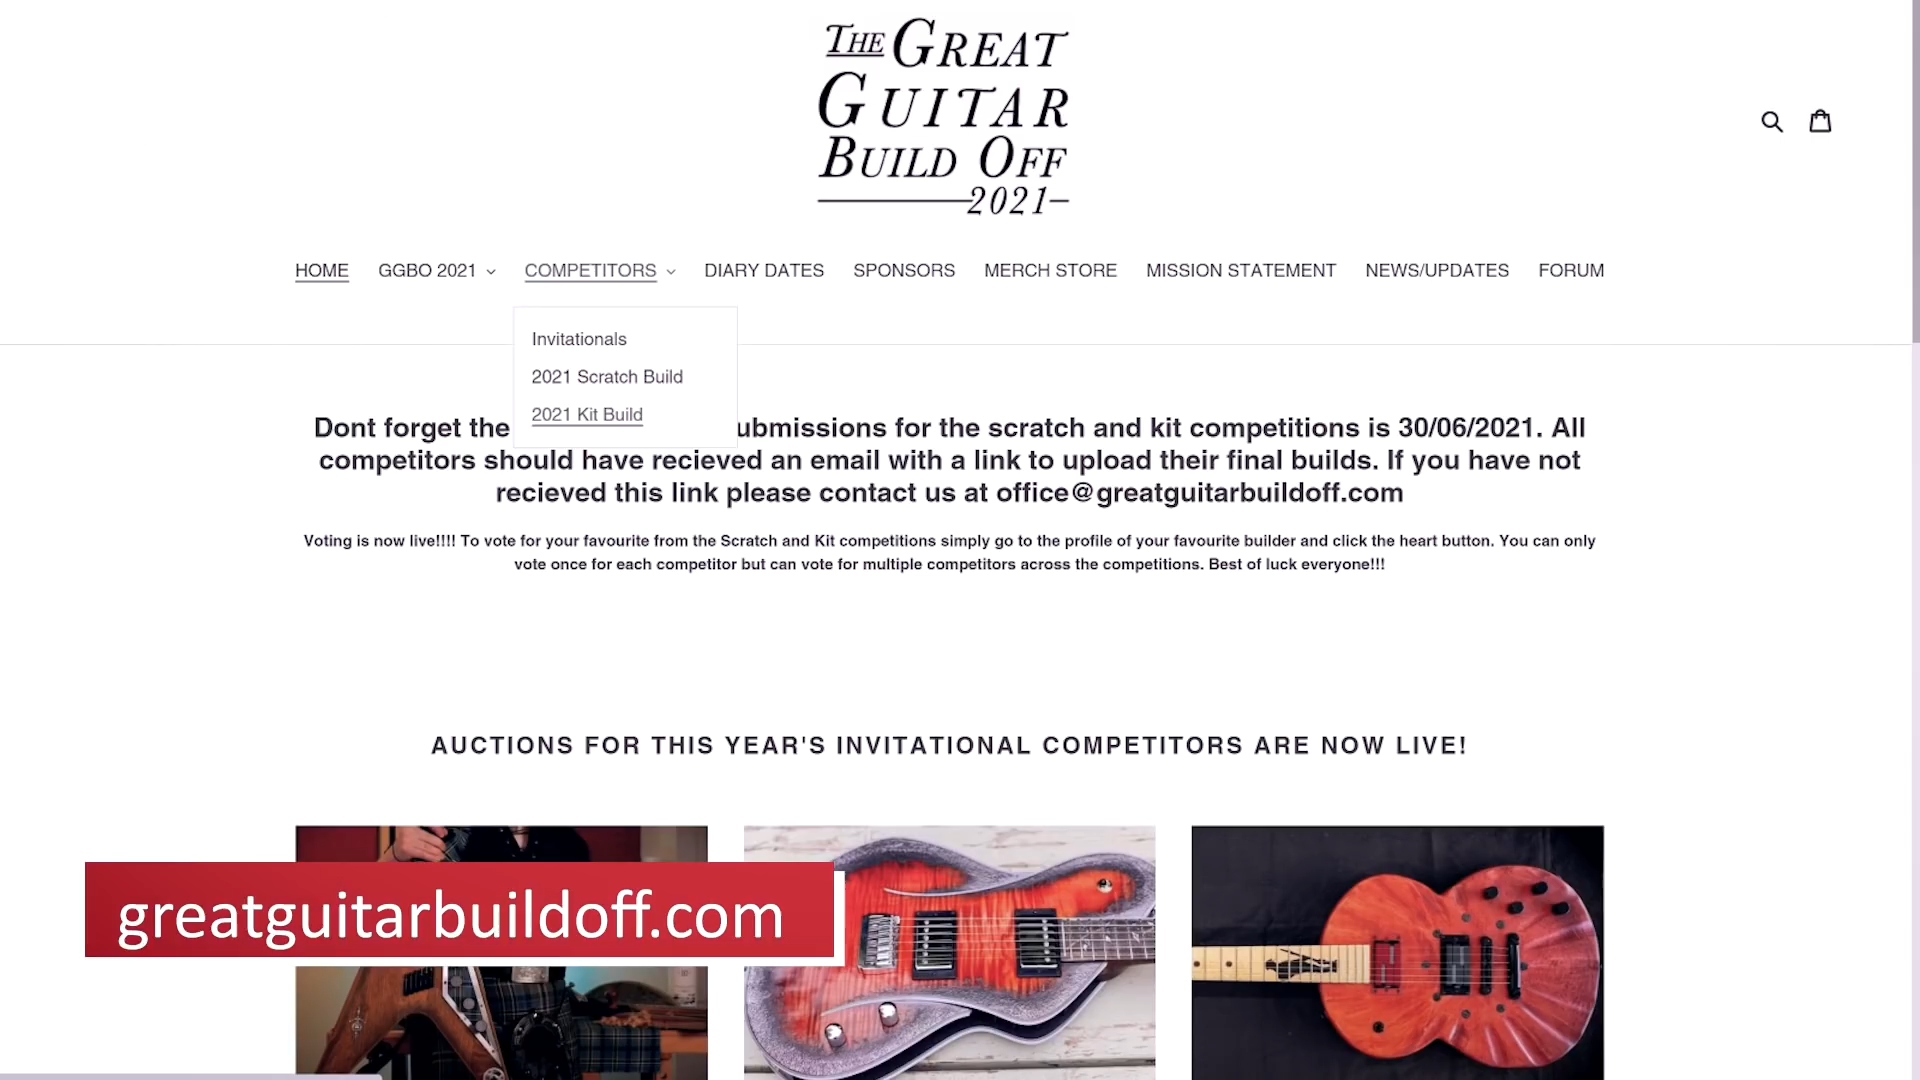 THE GREAT
GUITAR
BUILD OFF
2021
HOME GGBO 2021 COMPETITORS DIARY DATES SPONSORS MERCH STORE MISSION STATEMENT NEWS/UPDATES FORUM
Invitationals
2021 Scratch Build
2021 Kit Build
Dont forget the ubmissions for the scratch and kit competitions is 30/06/2021. All
competitors should have recieved an email with a link to upload their final builds. If you have not
recieved this link please contact us at office@greatguitarbuildoff.com
Voting is now live!!!! To vote for your favourite from the Scratch and Kit competitions simply go to the profile of your favourite builder and click the heart button. You can only
vote once for each competitor but can vote for multiple competitors across the competitions. Best of luck everyone!!!
AUCTIONS FOR THIS YEAR'S INVITATIONAL COMPETITORS ARE NOW LIVE!
greatguitarbuildoff.com